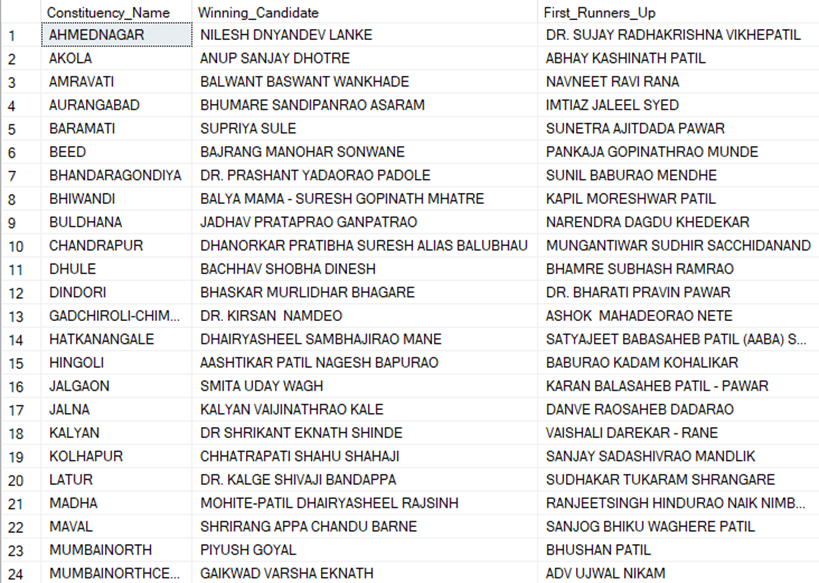 Constituency_Name Winning_Candidate First_Runners_Up
1 AHMEDNAGAR NILESH DNYANDEV LANKE DR. SUJAY RADHAKRISHNA VIKHEPATIL
2 AKOLA ANUP SANJAY DHOTRE ABHAY KASHINATH PATIL
3 AMRAVATI BALWANT BASWANT WANKHADE NAVNEET RAVI RANA
4 AURANGABAD BHUMARE SANDIPANRAO ASARAM IMTIAZ JALEEL SYED
5 BARAMATI SUPRIYA SULE SUNETRA AJITDADA PAWAR
6 BEED BAJRANG MANOHAR SONWANE PANKAJA GOPINATHRAO MUNDE
7 BHANDARAGONDIYA DR. PRASHANT YADAORAO PADOLE SUNIL BABURAO MENDHE
8 BHIWANDI BALYA MAMA - SURESH GOPINATH MHATRE KAPIL MORESHWAR PATIL
9 BULDHANA JADHAV PRATAPRAO GANPATRAO NARENDRA DAGDU KHEDEKAR
10 CHANDRAPUR DHANORKAR PRATIBHA SURESH ALIAS BALUBHAU MUNGANTIWAR SUDHIR SACCHIDANAND
11 DHULE BACHHAV SHOBHA DINESH BHAMRE SUBHASH RAMRAO
12 DINDORI BHASKAR MURLIDHAR BHAGARE DR. BHARATI PRAVIN PAWAR
13 GADCHIROLI-CHIM... DR. KIRSAN NAMDEO ASHOK MAHADEORAO NETE
14 HATKANANGALE DHAIRYASHEEL SAMBHAJIRAO MANE SATYAJEET BABASAHEB PATIL (AABA) S...
15 HINGOLI AASHTIKAR PATIL NAGESH BAPURAO BABURAO KADAM KOHALIKAR
16 JALGAON SMITA UDAY WAGH KARAN BALASAHEB PATIL - PAWAR
17 JALNA KALYAN VAIJINATHRAO KALE DANVE RAOSAHEB DADARAO
18 KALYAN DR SHRIKANT EKNATH SHINDE VAISHALI DAREKAR - RANE
19 KOLHAPUR CHHATRAPATI SHAHU SHAHAJI SANJAY SADASHIVRAO MANDLIK
20 LATUR DR. KALGE SHIVAJI BANDAPPA SUDHAKAR TUKARAM SHRANGARE
21 MADHA MOHITE-PATIL DHAIRYASHEEL RAJSINH RANJEETSINGH HINDURAO NAIK NIMB...
22 MAVAL SHRIRANG APPA CHANDU BARNE SANJOG BHIKU WAGHERE PATIL
23 MUMBAINORTH PIYUSH GOYAL BHUSHAN PATIL
24 MUMBAINORTHCE... GAIKWAD VARSHA EKNATH ADV UJWAL NIKAM